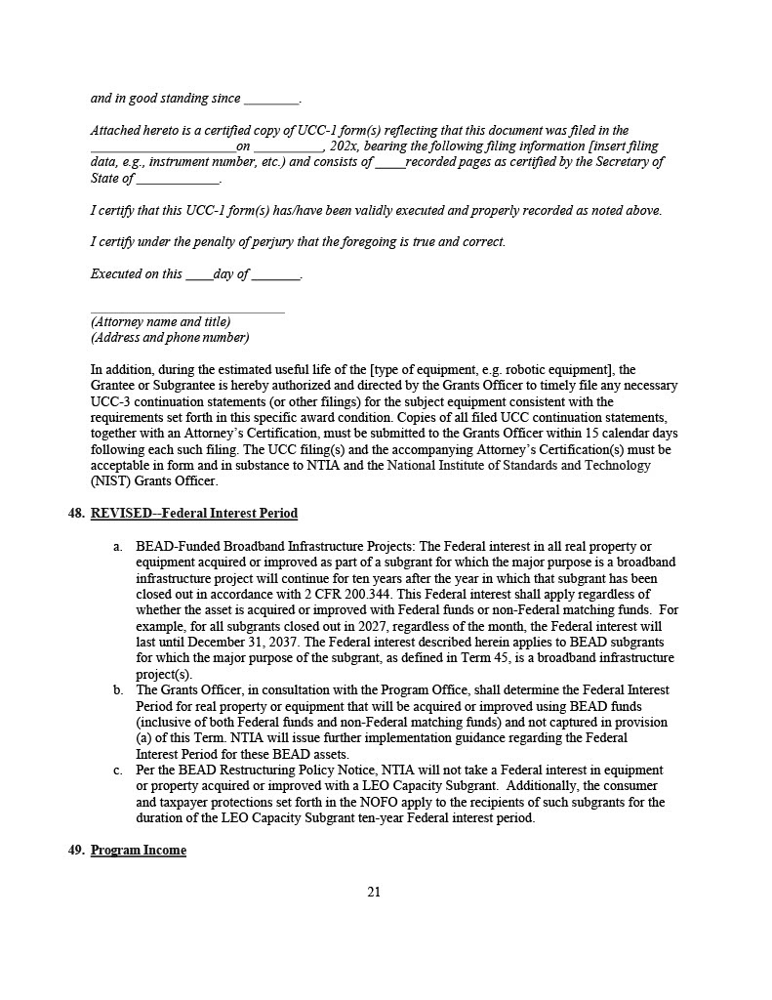 and in good standing since ________.
Attached hereto is a certified copy of UCC-1 form(s) reflecting that this document was filed in the
_____________________on __________, 202x, bearing the following filing information [insert filing
data, e.g., instrument number, etc.) and consists of ____recorded pages as certified by the Secretary of
State of ____________.
I certify that this UCC-1 form(s) has/have been validly executed and properly recorded as noted above.
I certify under the penalty of perjury that the foregoing is true and correct.
Executed on this ____day of _______.
____________________________
(Attorney name and title)
(Address and phone number)
In addition, during the estimated useful life of the [type of equipment, e.g. robotic equipment], the
Grantee or Subgrantee is hereby authorized and directed by the Grants Officer to timely file any necessary
UCC-3 continuation statements (or other filings) for the subject equipment consistent with the
requirements set forth in this specific award condition. Copies of all filed UCC continuation statements,
together with an Attorney’s Certification, must be submitted to the Grants Officer within 15 calendar days
following each such filing. The UCC filing(s) and the accompanying Attorney’s Certification(s) must be
acceptable in form and in substance to NTIA and the National Institute of Standards and Technology
(NIST) Grants Officer.
48. REVISED--Federal Interest Period
a. BEAD-Funded Broadband Infrastructure Projects: The Federal interest in all real property or
equipment acquired or improved as part of a subgrant for which the major purpose is a broadband
infrastructure project will continue for ten years after the year in which that subgrant has been
closed out in accordance with 2 CFR 200.344. This Federal interest shall apply regardless of
whether the asset is acquired or improved with Federal funds or non-Federal matching funds. For
example, for all subgrants closed out in 2027, regardless of the month, the Federal interest will
last until December 31, 2037. The Federal interest described herein applies to BEAD subgrants
for which the major purpose of the subgrant, as defined in Term 45, is a broadband infrastructure
project(s).
b. The Grants Officer, in consultation with the Program Office, shall determine the Federal Interest
Period for real property or equipment that will be acquired or improved using BEAD funds
(inclusive of both Federal funds and non-Federal matching funds) and not captured in provision
(a) of this Term. NTIA will issue further implementation guidance regarding the Federal
Interest Period for these BEAD assets.
c. Per the BEAD Restructuring Policy Notice, NTIA will not take a Federal interest in equipment
or property acquired or improved with a LEO Capacity Subgrant. Additionally, the consumer
and taxpayer protections set forth in the NOFO apply to the recipients of such subgrants for the
duration of the LEO Capacity Subgrant ten-year Federal interest period.
49. Program Income
21